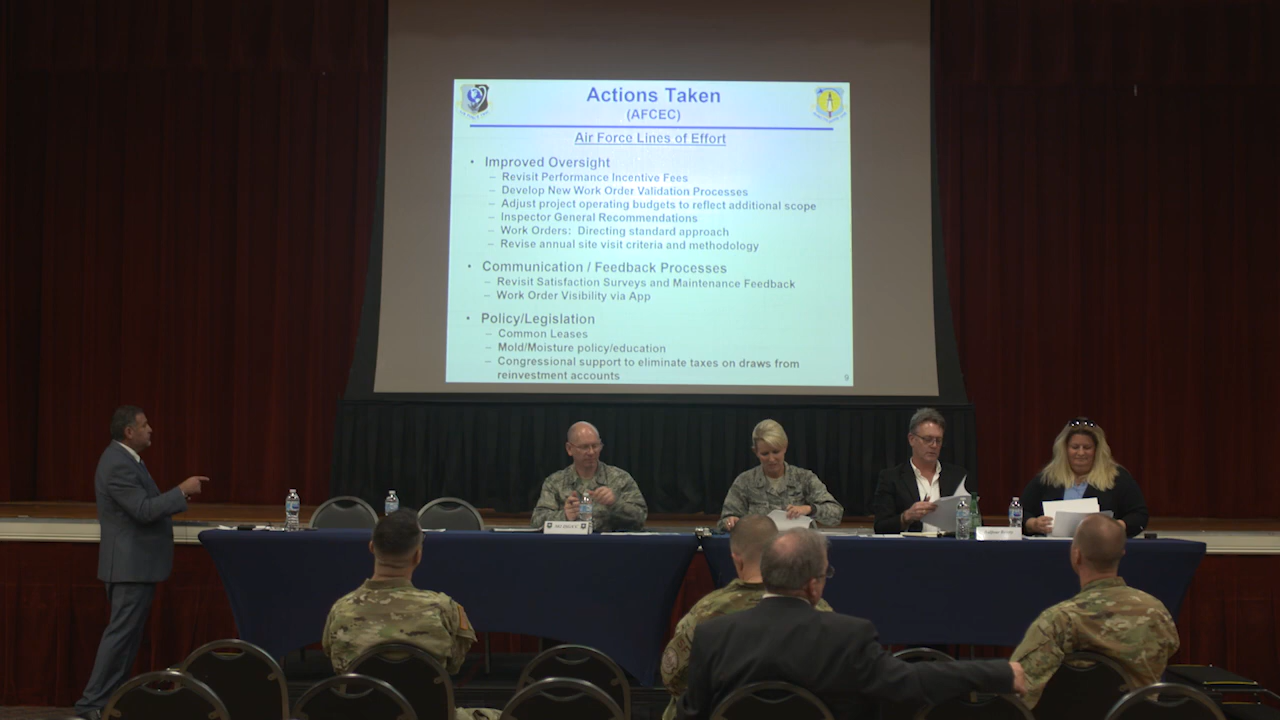 Actions Taken
(AFCEC)
Air Force Lines of Effort
• Improved Oversight
– Revisit Performance Incentive Fees
– Develop New Work Order Validation Processes
– Adjust project operating budgets to reflect additional scope
– Inspector General Recommendations
– Work Orders: Directing standard approach
– Revise annual site visit criteria and methodology
• Communication / Feedback Processes
– Revisit Satisfaction Surveys and Maintenance Feedback
– Work Order Visibility via App
• Policy/Legislation
– Common Leases
– Mold/Moisture policy/education
– Congressional support to eliminate taxes on draws from
reinvestment accounts
9